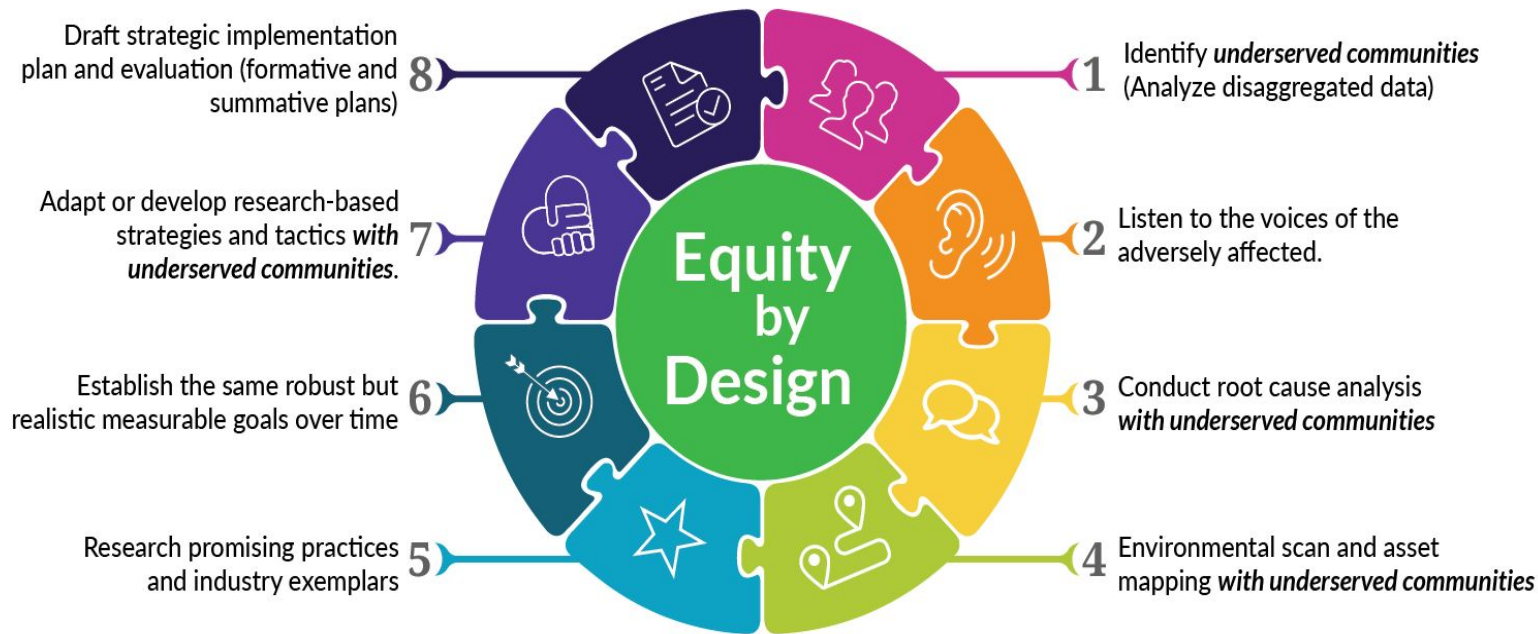 Equity
by
Design
1
Identify underserved communities
(Analyze disaggregated data)
2
Listen to the voices of the
adversely affected.
3
Conduct root cause analysis
with underserved communities
4
Environmental scan and asset
mapping with underserved communities
5
Research promising practices
and industry exemplars
6
Establish the same robust but
realistic measurable goals over time
7
Adapt or develop research-based
strategies and tactics with
underserved communities.
8
Draft strategic implementation
plan and evaluation (formative and
summative plans)